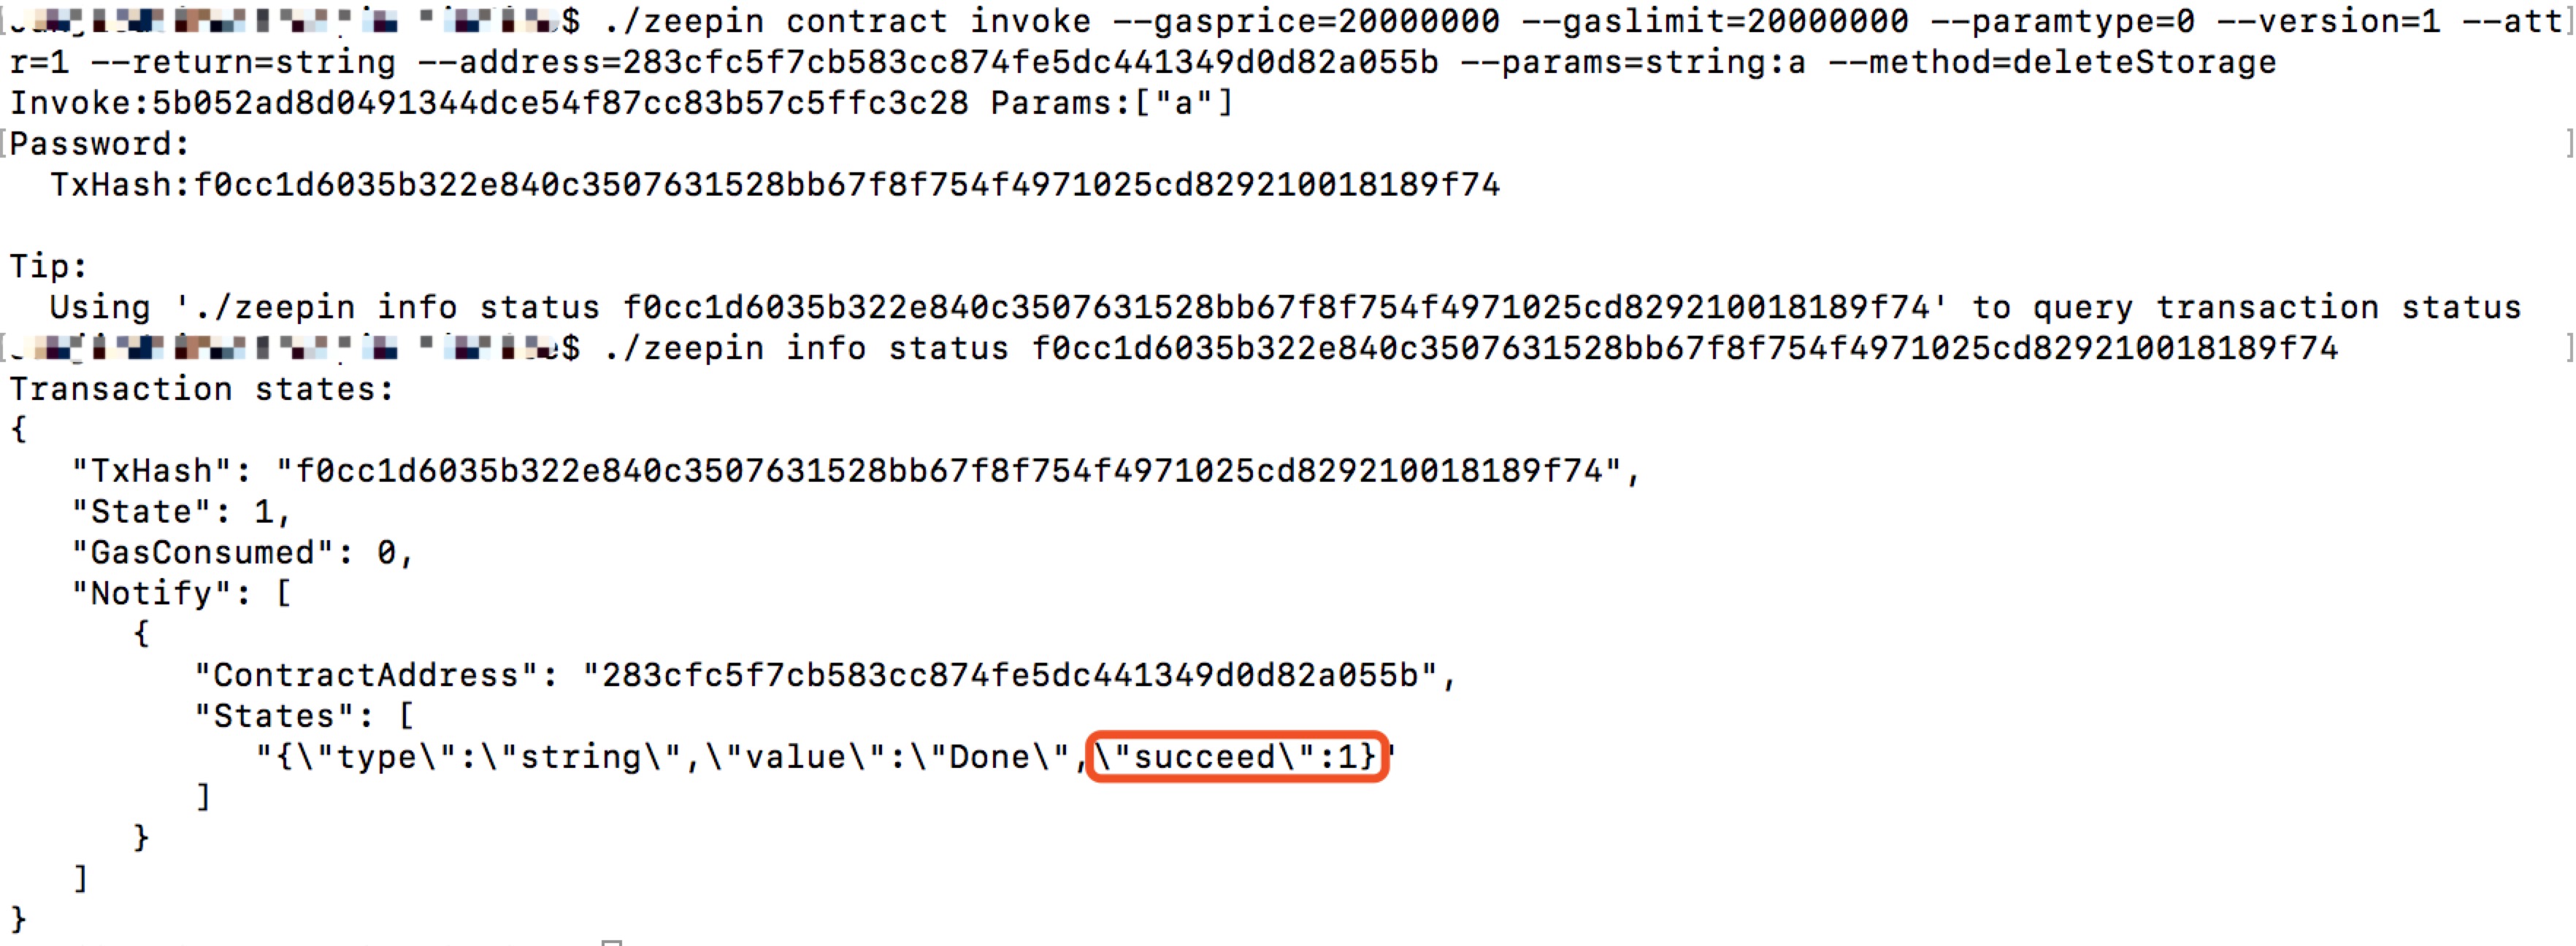 $ ./zeepin contract invoke --gasprice=20000000 --gaslimit=20000000 --paramtype=0 --version=1 --att
r=1 --return=string --address=283cfc5f7cb583cc874fe5dc441349d0d82a055b --params=string:a --method=deleteStorage
Invoke:5b052ad8d0491344dce54f87cc83b57c5ffc3c28 Params:["a"]
Password:
TxHash:f0cc1d6035b322e840c3507631528bb67f8f754f4971025cd829210018189f74
Tip:
Using './zeepin info status f0cc1d6035b322e840c3507631528bb67f8f754f4971025cd829210018189f74' to query transaction status
$ ./zeepin info status f0cc1d6035b322e840c3507631528bb67f8f754f4971025cd829210018189f74
Transaction states:
{
"TxHash": "f0cc1d6035b322e840c3507631528bb67f8f754f4971025cd829210018189f74",
"State": 1,
"GasConsumed": 0,
"Notify": [
{
"ContractAddress": "283cfc5f7cb583cc874fe5dc441349d0d82a055b",
"States": [
"{\"type\":\"string\",\"value\":\"Done\",\"succeed\":1}"
]
}
]
}